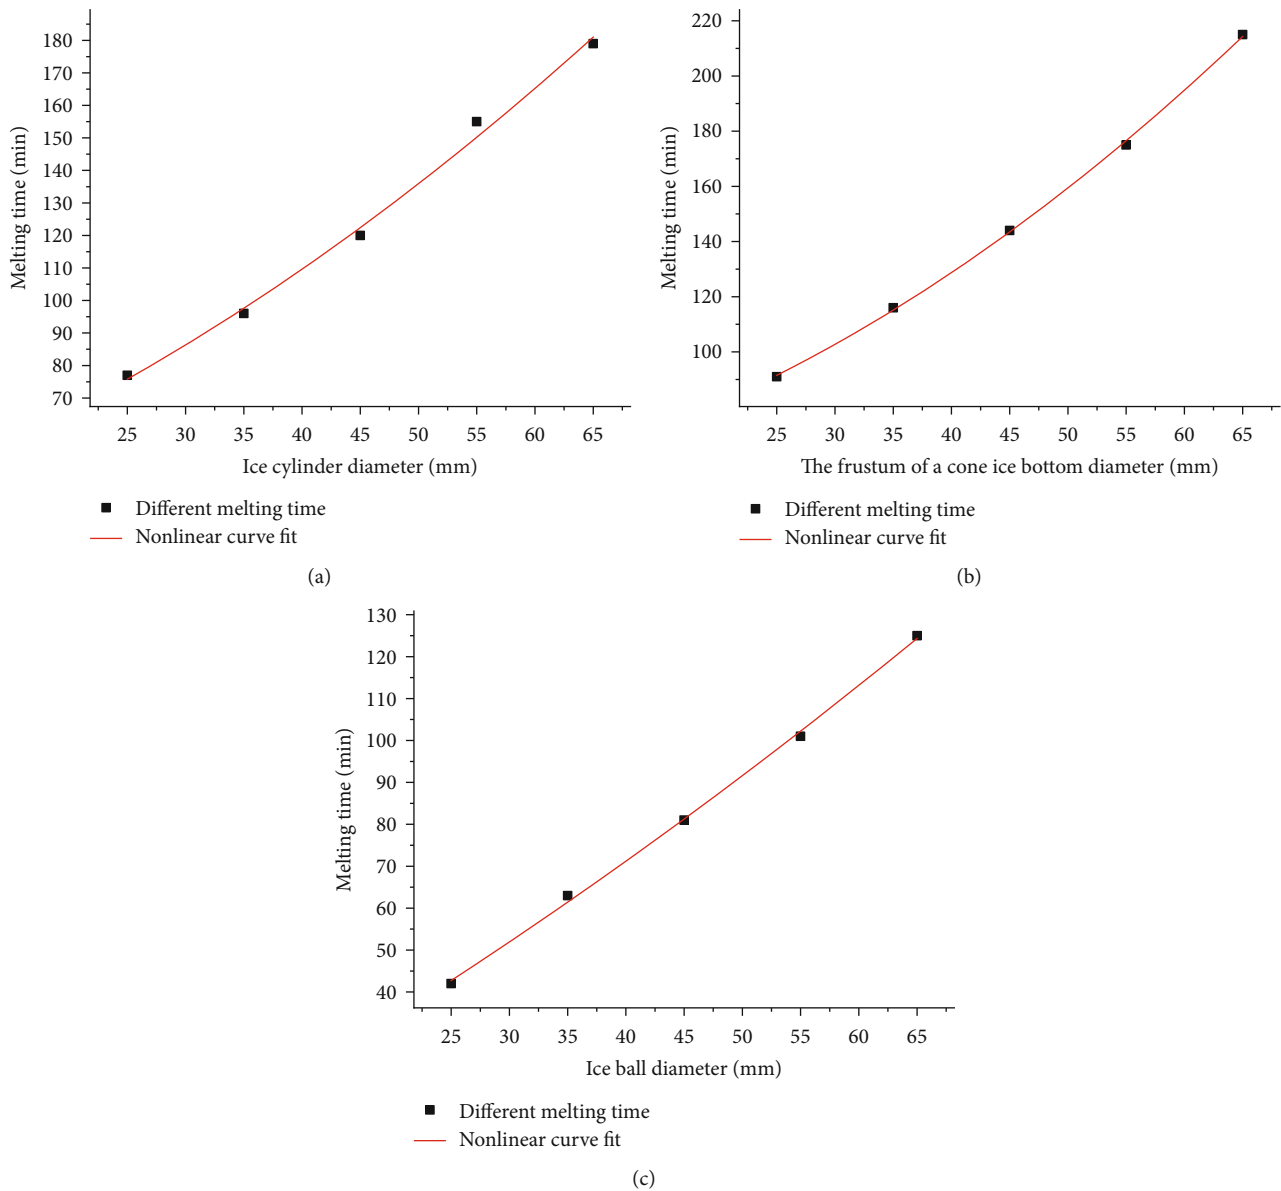 180
170
160
150
140
130
120
110
100
90
80
70
Melting time (min)
25 30 35 40 45 50 55 60 65
Ice cylinder diameter (mm)
Different melting time
Nonlinear curve fit
(a)
220
200
180
160
140
120
100
Melting time (min)
25 30 35 40 45 50 55 60 65
The frustum of a cone ice bottom diameter (mm)
Different melting time
Nonlinear curve fit
(b)
130
120
110
100
90
80
70
60
50
40
Melting time (min)
25 30 35 40 45 50 55 60 65
Ice ball diameter (mm)
Different melting time
Nonlinear curve fit
(c)